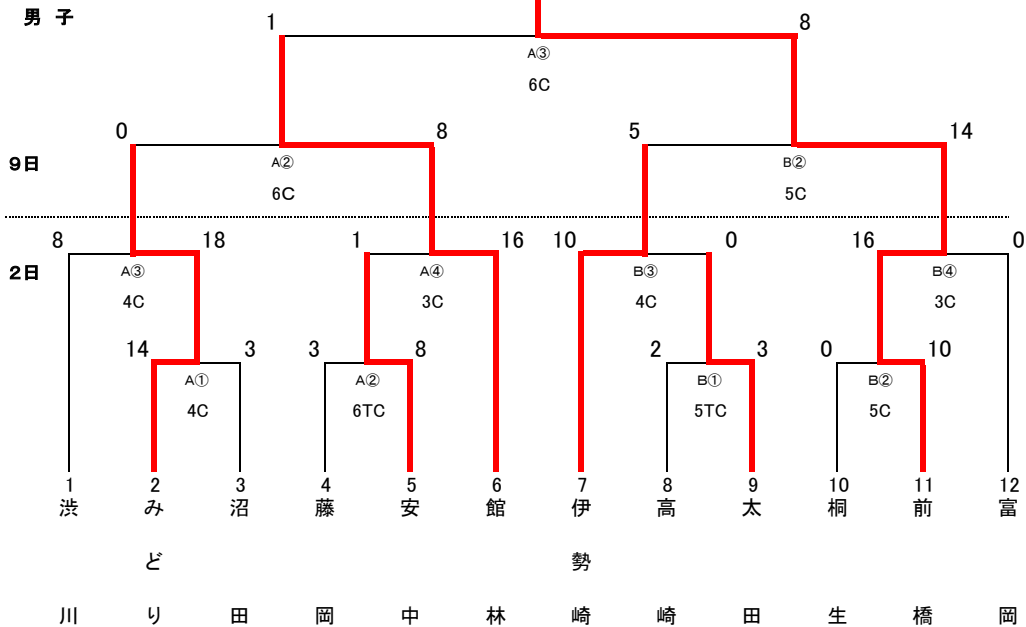 男 子
1 8
A③
6C
0 8 5 14
9日
A② B②
6C 5C
8 18 1 16 10 0 16 0
2日
A③ A④ B③ B④
4C 3C 4C 3C
14 3 3 8 2 3 0 10
A① A② B① B②
4C 6TC 5TC 5C
1 2 3 4 5 6 7 8 9 10 11 12
渋川
みどり
沼田
藤岡
安中
館林
伊勢崎
高崎
太田
桐生
前橋
富岡